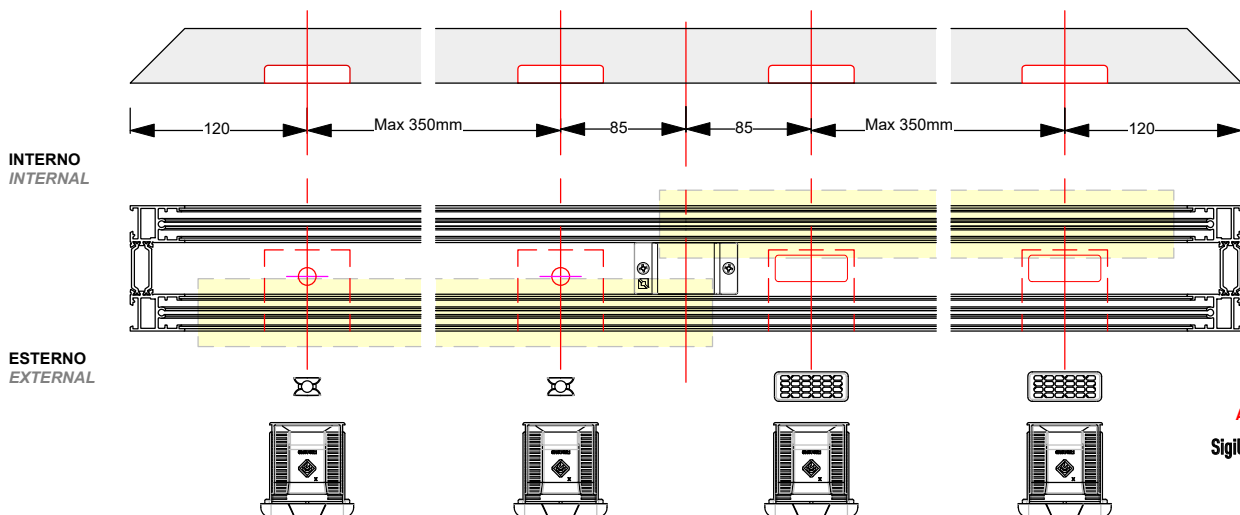 120 Max 350mm 85 85 Max 350mm 120
INTERNO
INTERNAL
ESTERNO
EXTERNAL